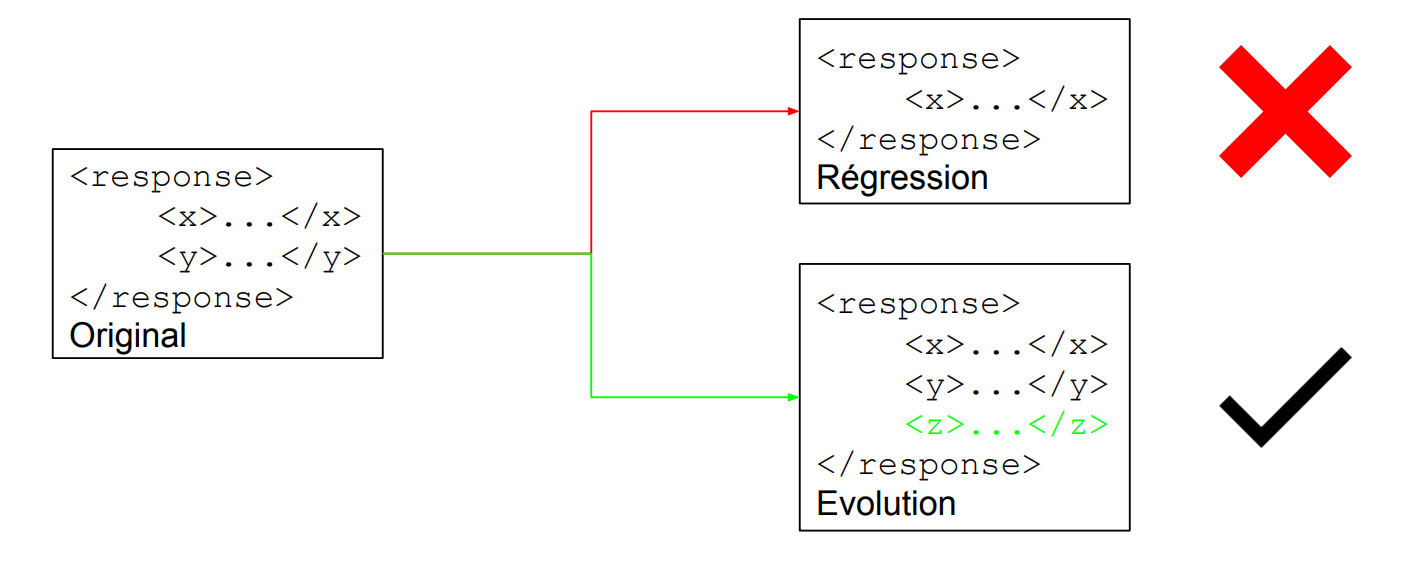 <response>
<x>...</x>
<y>...</y>
</response>
Original
<response>
<x>...</x>
</response>
Régression
<response>
<x>...</x>
<y>...</y>
<z>...</z>
</response>
Evolution